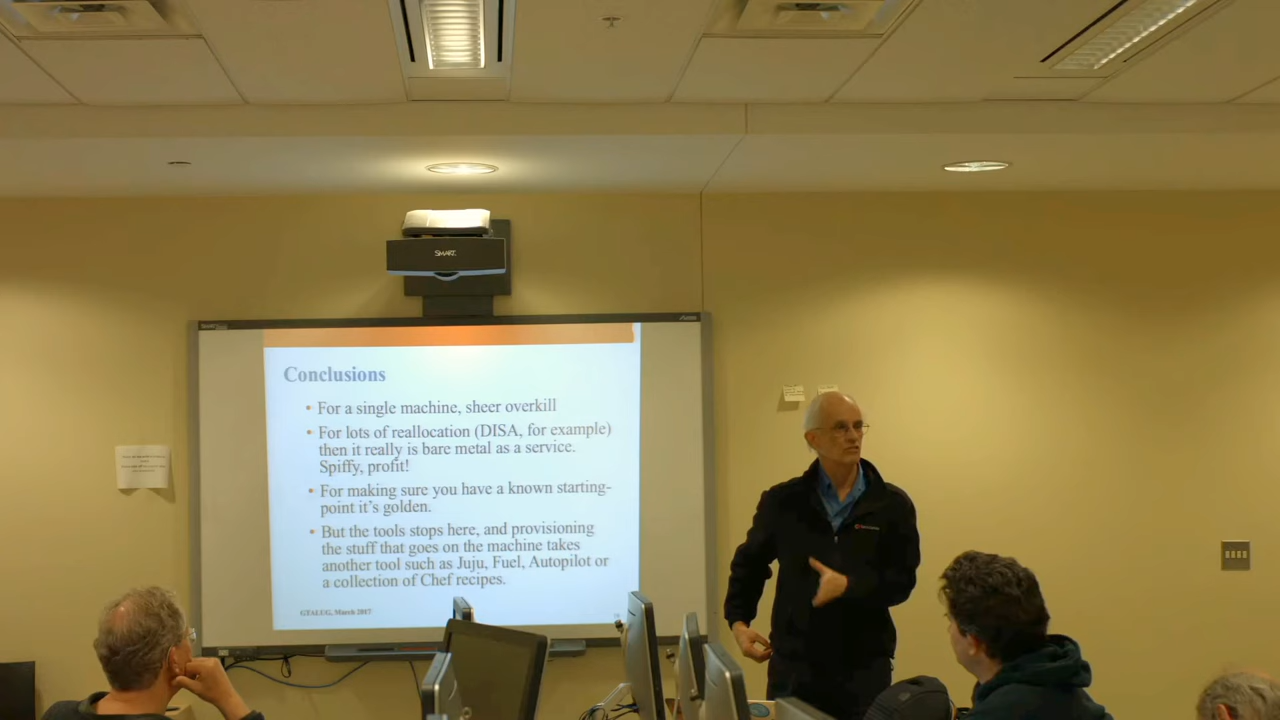 SMART
Conclusions
• For a single machine, sheer overkill
• For lots of reallocation (DISA, for example)
then it really is bare metal as a service.
Spiffy, profit!
• For making sure you have a known starting-
point it's golden.
• But the tools stops here, and provisioning
the stuff that goes on the machine takes
another tool such as Juju, Fuel, Autopilot or
a collection of Chef recipes.
GTALUG, March 2017